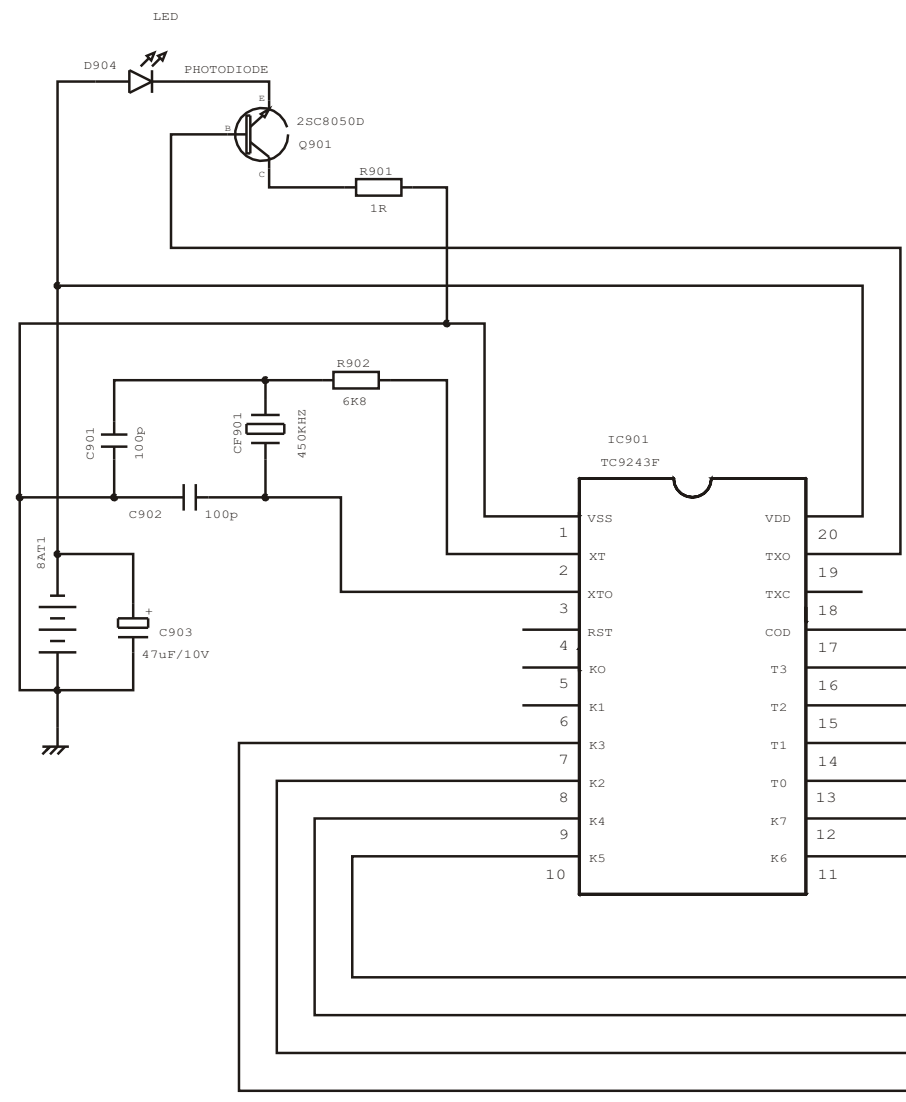 LED
D904
PHOTODIODE
E
B
2SC8050D
Q901
C
R901
1R
R902
6K8
C901
100p
CF901
450KHZ
C902
100p
8AT1
+
C903
47uF/10V
IC901
TC9243F
VSS
VDD
1
20
XT
TXO
2
19
XTO
TXC
3
18
RST
COD
4
17
KO
T3
5
16
K1
T2
6
15
K3
T1
7
14
K2
T0
8
13
K4
K7
9
12
K5
K6
10
11